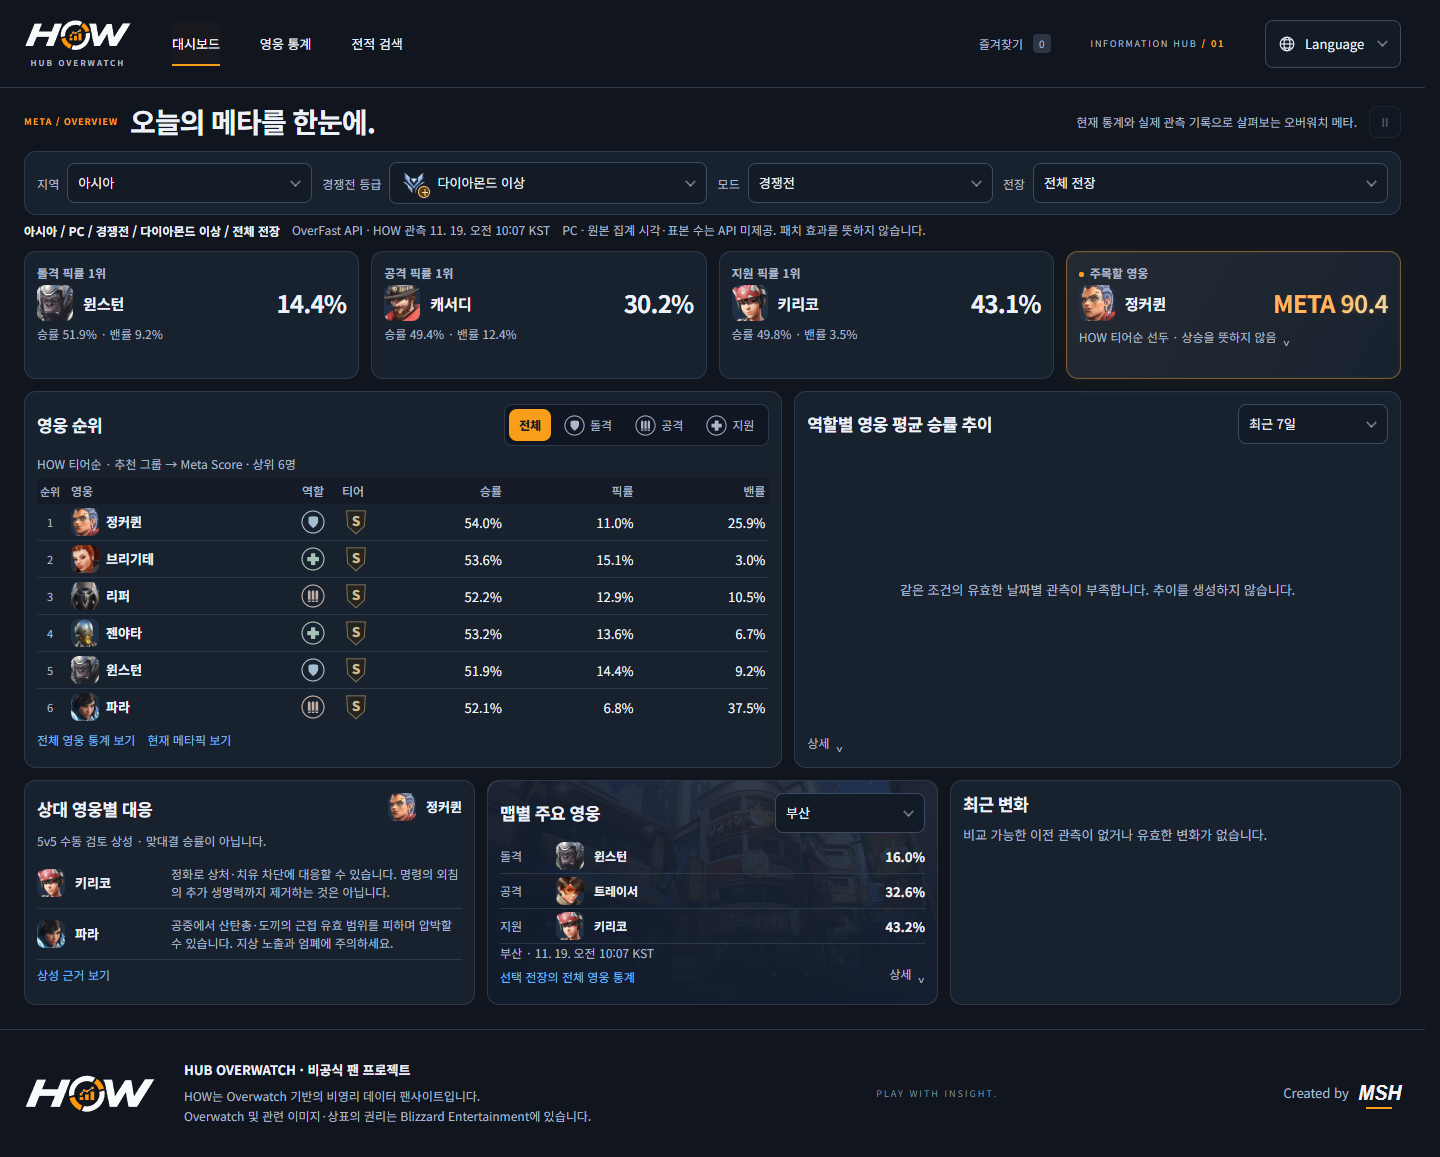 HOW
HUB OVERWATCH
대시보드
영웅 통계
전적 검색
즐겨찾기 0
INFORMATION HUB / 01
Language
META / OVERVIEW
오늘의 메타를 한눈에.
현재 통계와 실제 관측 기록으로 살펴보는 오버워치 메타.
지역
아시아
경쟁전 등급
다이아몬드 이상
모드
경쟁전
전장
전체 전장
아시아 / PC / 경쟁전 / 다이아몬드 이상 / 전체 전장
OverFast API · HOW 관측 11. 19. 오전 10:07 KST
PC · 원본 집계 시각·표본 수는 API 미제공. 패치 효과를 뜻하지 않습니다.
돌격 픽률 1위
윈스턴
14.4%
승률 51.9% · 밴률 9.2%
공격 픽률 1위
캐서디
30.2%
승률 49.4% · 밴률 12.4%
지원 픽률 1위
키리코
43.1%
승률 49.8% · 밴률 3.5%
주목할 영웅
정커퀸
META 90.4
HOW 티어순 선두 · 상승을 뜻하지 않음
영웅 순위
전체
돌격
공격
지원
HOW 티어순 · 추천 그룹 → Meta Score · 상위 6명
순위 영웅 역할 티어 승률 픽률 밴률
1 정커퀸 S 54.0% 11.0% 25.9%
2 브리기테 S 53.6% 15.1% 3.0%
3 리퍼 S 52.2% 12.9% 10.5%
4 젠야타 S 53.2% 13.6% 6.7%
5 윈스턴 S 51.9% 14.4% 9.2%
6 파라 S 52.1% 6.8% 37.5%
전체 영웅 통계 보기
현재 메타픽 보기
역할별 영웅 평균 승률 추이
최근 7일
같은 조건의 유효한 날짜별 관측이 부족합니다. 추이를 생성하지 않습니다.
상세
상대 영웅별 대응
정커퀸
5v5 수동 검토 상성 · 맞대결 승률이 아닙니다.
키리코
정화로 상처·치유 차단에 대응할 수 있습니다. 명령의 외침
의 추가 생명력까지 제거하는 것은 아닙니다.
파라
공중에서 산탄총·도끼의 근접 유효 범위를 피하며 압박할
수 있습니다. 지상 노출과 엄폐에 주의하세요.
상성 근거 보기
맵별 주요 영웅
부산
돌격 윈스턴 16.0%
공격 트레이서 32.6%
지원 키리코 43.2%
부산 · 11. 19. 오전 10:07 KST
선택 전장의 전체 영웅 통계
상세
최근 변화
비교 가능한 이전 관측이 없거나 유효한 변화가 없습니다.
HOW
HUB OVERWATCH · 비공식 팬 프로젝트
HOW는 Overwatch 기반의 비영리 데이터 팬사이트입니다.
Overwatch 및 관련 이미지·상표의 권리는 Blizzard Entertainment에 있습니다.
PLAY WITH INSIGHT.
Created by MSH